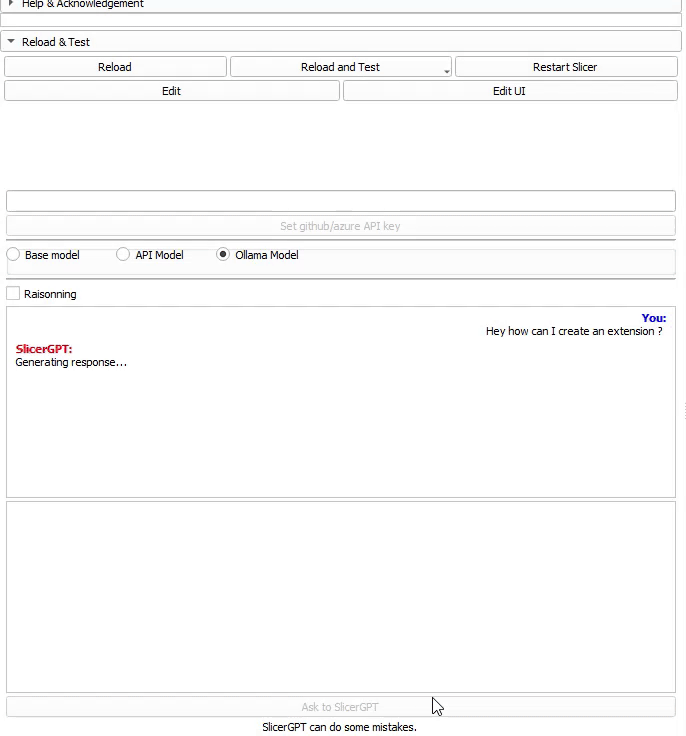 Help & Acknowledgement
Reload & Test
Reload
Reload and Test
Restart Slicer
Edit
Edit UI
Set github/azure API key
Base model
API Model
Ollama Model
Raisonning
You:
Hey how can I create an extension ?
SlicerGPT:
Generating response...
Ask to SlicerGPT
SlicerGPT can do some mistakes.